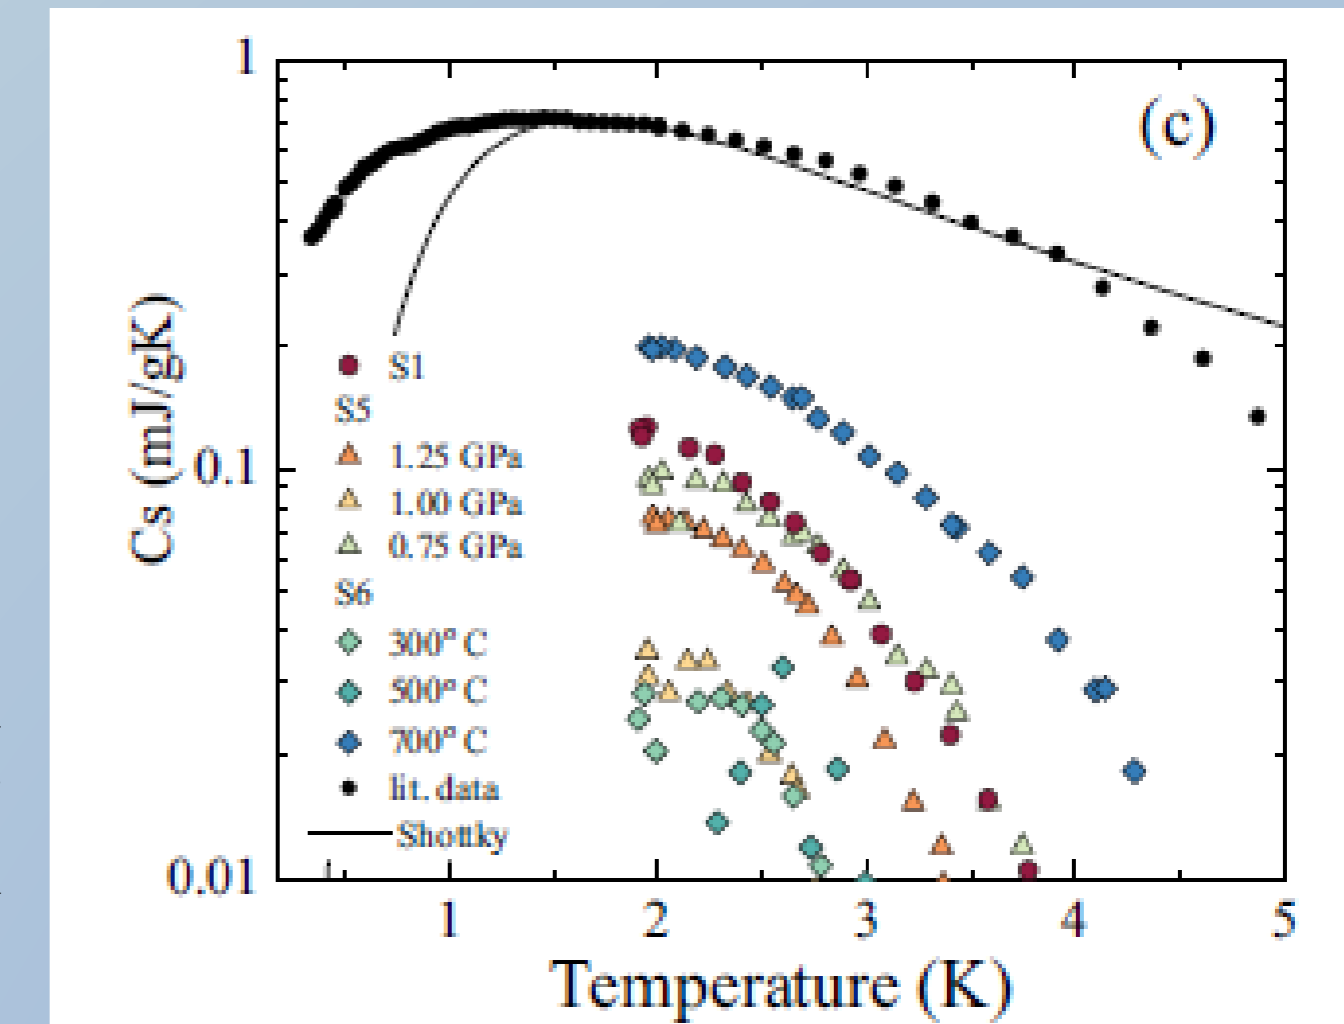 1
(c)
Cs (mJ/gK)
S1
S5
0.1
1.25 GPa
1.00 GPa
0.75 GPa
S6
300° C
500° C
700° C
lit. data
Shottky
0.01
1 2 3 4 5
Temperature (K)